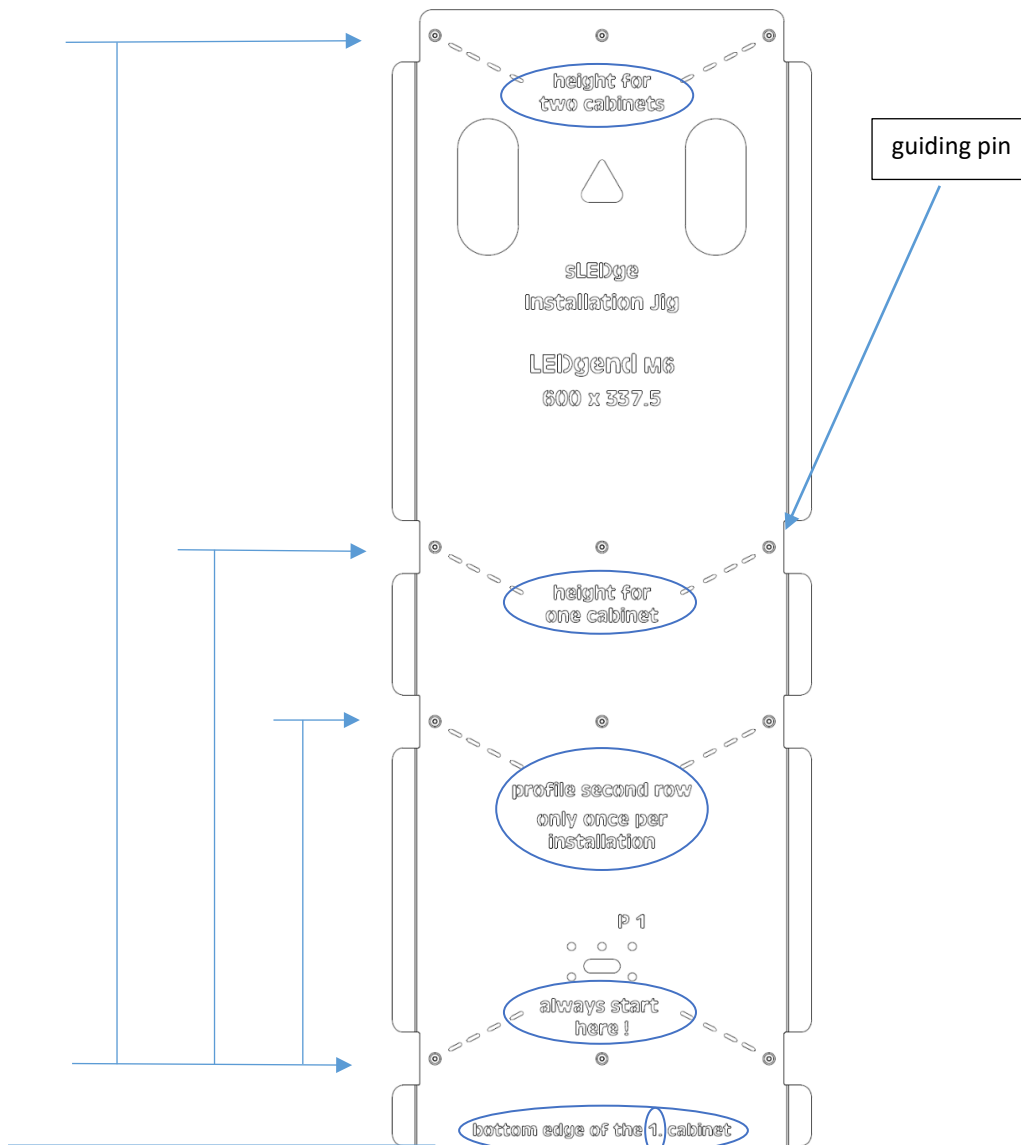 height for
two cabinets
guiding pin
sLEDge
Installation Jig
LEDgend M6
600 x 337.5
height for
one cabinet
profile second row
only once per
installation
P 1
always start
here !
bottom edge of the 1. cabinet